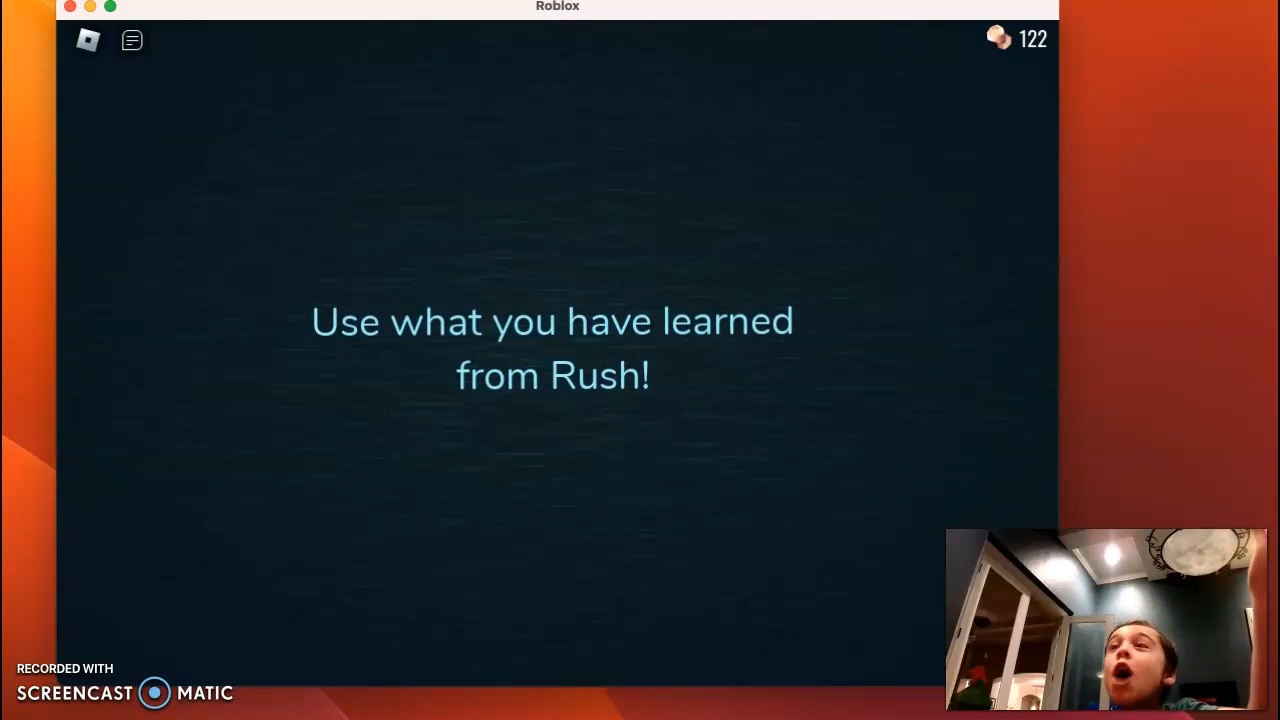 Roblox
122
Use what you have learned
from Rush!
RECORDED WITH
SCREENCAST MATIC